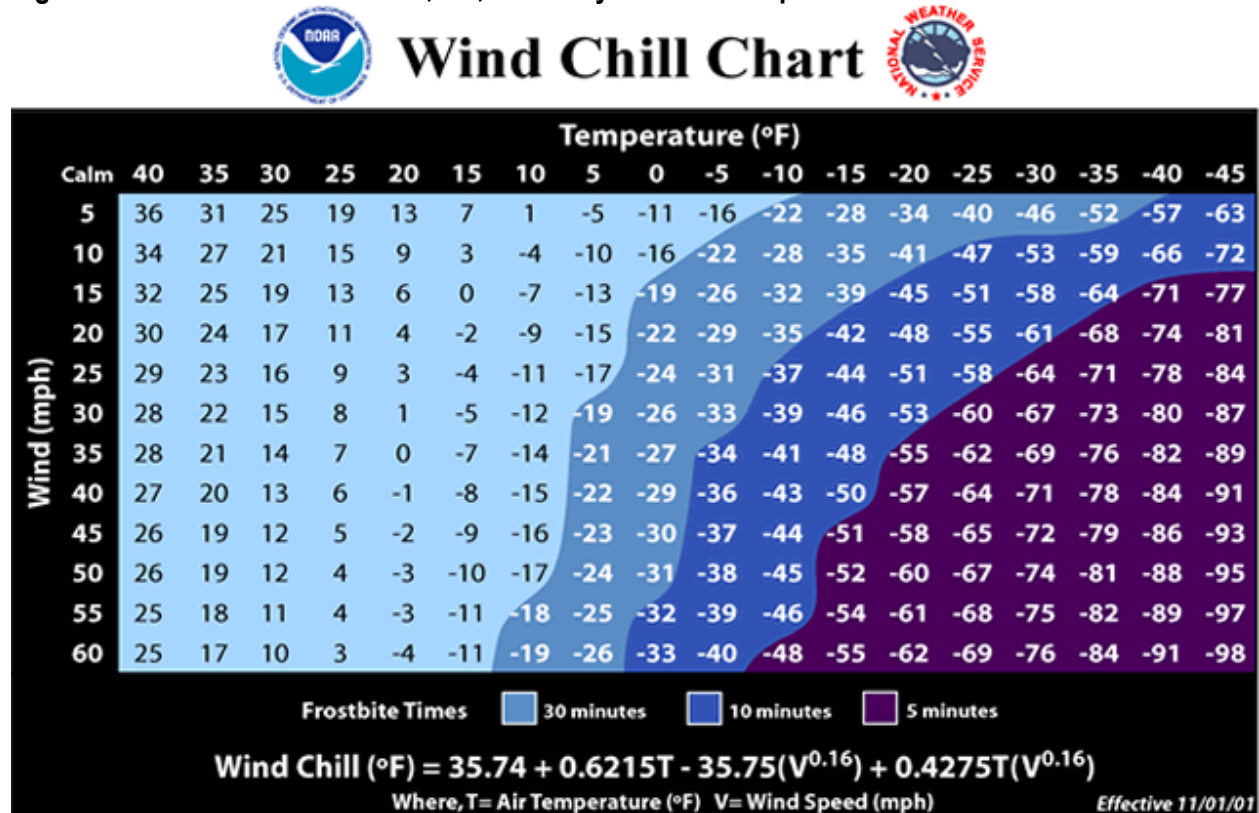 NOAA
Wind Chill Chart
NATIONAL WEATHER SERVICE
Temperature (ºF)
Calm 40 35 30 25 20 15 10 5 0 -5 -10 -15 -20 -25 -30 -35 -40 -45
Wind (mph)
5 36 31 25 19 13 7 1 -5 -11 -16 -22 -28 -34 -40 -46 -52 -57 -63
10 34 27 21 15 9 3 -4 -10 -16 -22 -28 -35 -41 -47 -53 -59 -66 -72
15 32 25 19 13 6 0 -7 -13 -19 -26 -32 -39 -45 -51 -58 -64 -71 -77
20 30 24 17 11 4 -2 -9 -15 -22 -29 -35 -42 -48 -55 -61 -68 -74 -81
25 29 23 16 9 3 -4 -11 -17 -24 -31 -37 -44 -51 -58 -64 -71 -78 -84
30 28 22 15 8 1 -5 -12 -19 -26 -33 -39 -46 -53 -60 -67 -73 -80 -87
35 28 21 14 7 0 -7 -14 -21 -27 -34 -41 -48 -55 -62 -69 -76 -82 -89
40 27 20 13 6 -1 -8 -15 -22 -29 -36 -43 -50 -57 -64 -71 -78 -84 -91
45 26 19 12 5 -2 -9 -16 -23 -30 -37 -44 -51 -58 -65 -72 -79 -86 -93
50 26 19 12 4 -3 -10 -17 -24 -31 -38 -45 -52 -60 -67 -74 -81 -88 -95
55 25 18 11 4 -3 -11 -18 -25 -32 -39 -46 -54 -61 -68 -75 -82 -89 -97
60 25 17 10 3 -4 -11 -19 -26 -33 -40 -48 -55 -62 -69 -76 -84 -91 -98
Frostbite Times 30 minutes 10 minutes 5 minutes
Wind Chill (ºF) = 35.74 + 0.6215T - 35.75(V^0.16) + 0.4275T(V^0.16)
Where, T= Air Temperature (ºF) V= Wind Speed (mph) Effective 11/01/01